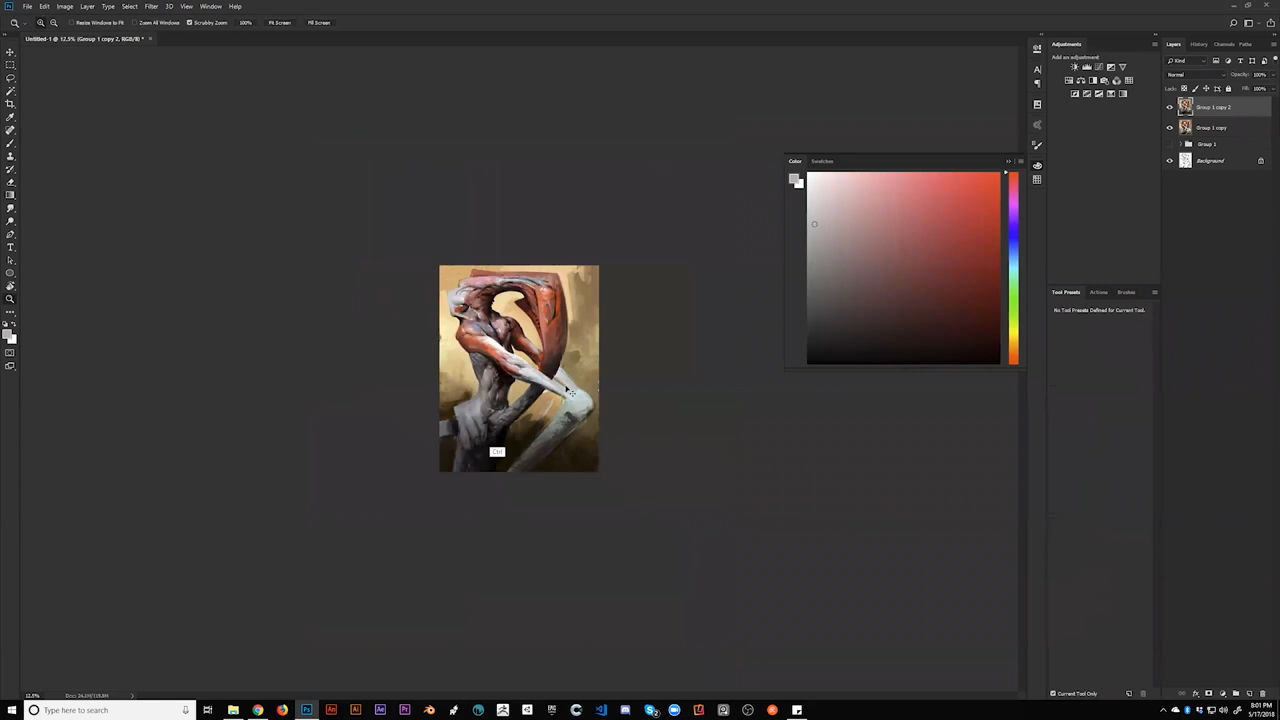 File Edit Image Layer Type Select Filter 3D View Window Help
Resize Windows to Fit Zoom All Windows Scrubby Zoom 100% Fit Screen Fill Screen
Untitled-1 @ 12.5% (Group 1 copy 2, RGB/8) *
Adjustments
Add an adjustment
Layers History Channels Paths
Kind
Normal Opacity: 100%
Lock: Fill: 100%
Group 1 copy 2
Group 1 copy
Group 1
Background
Color Swatches
Tool Presets Actions Brushes
No Tool Presets Defined for Current Tool.
Ctrl
12.5%
Current Tool Only
Type here to search
8:01 PM
5/17/2018